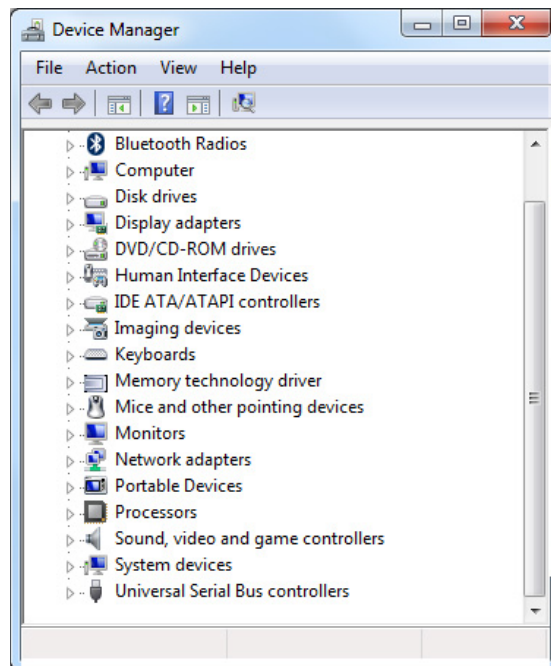 Device Manager
File Action View Help
Bluetooth Radios
Computer
Disk drives
Display adapters
DVD/CD-ROM drives
Human Interface Devices
IDE ATA/ATAPI controllers
Imaging devices
Keyboards
Memory technology driver
Mice and other pointing devices
Monitors
Network adapters
Portable Devices
Processors
Sound, video and game controllers
System devices
Universal Serial Bus controllers